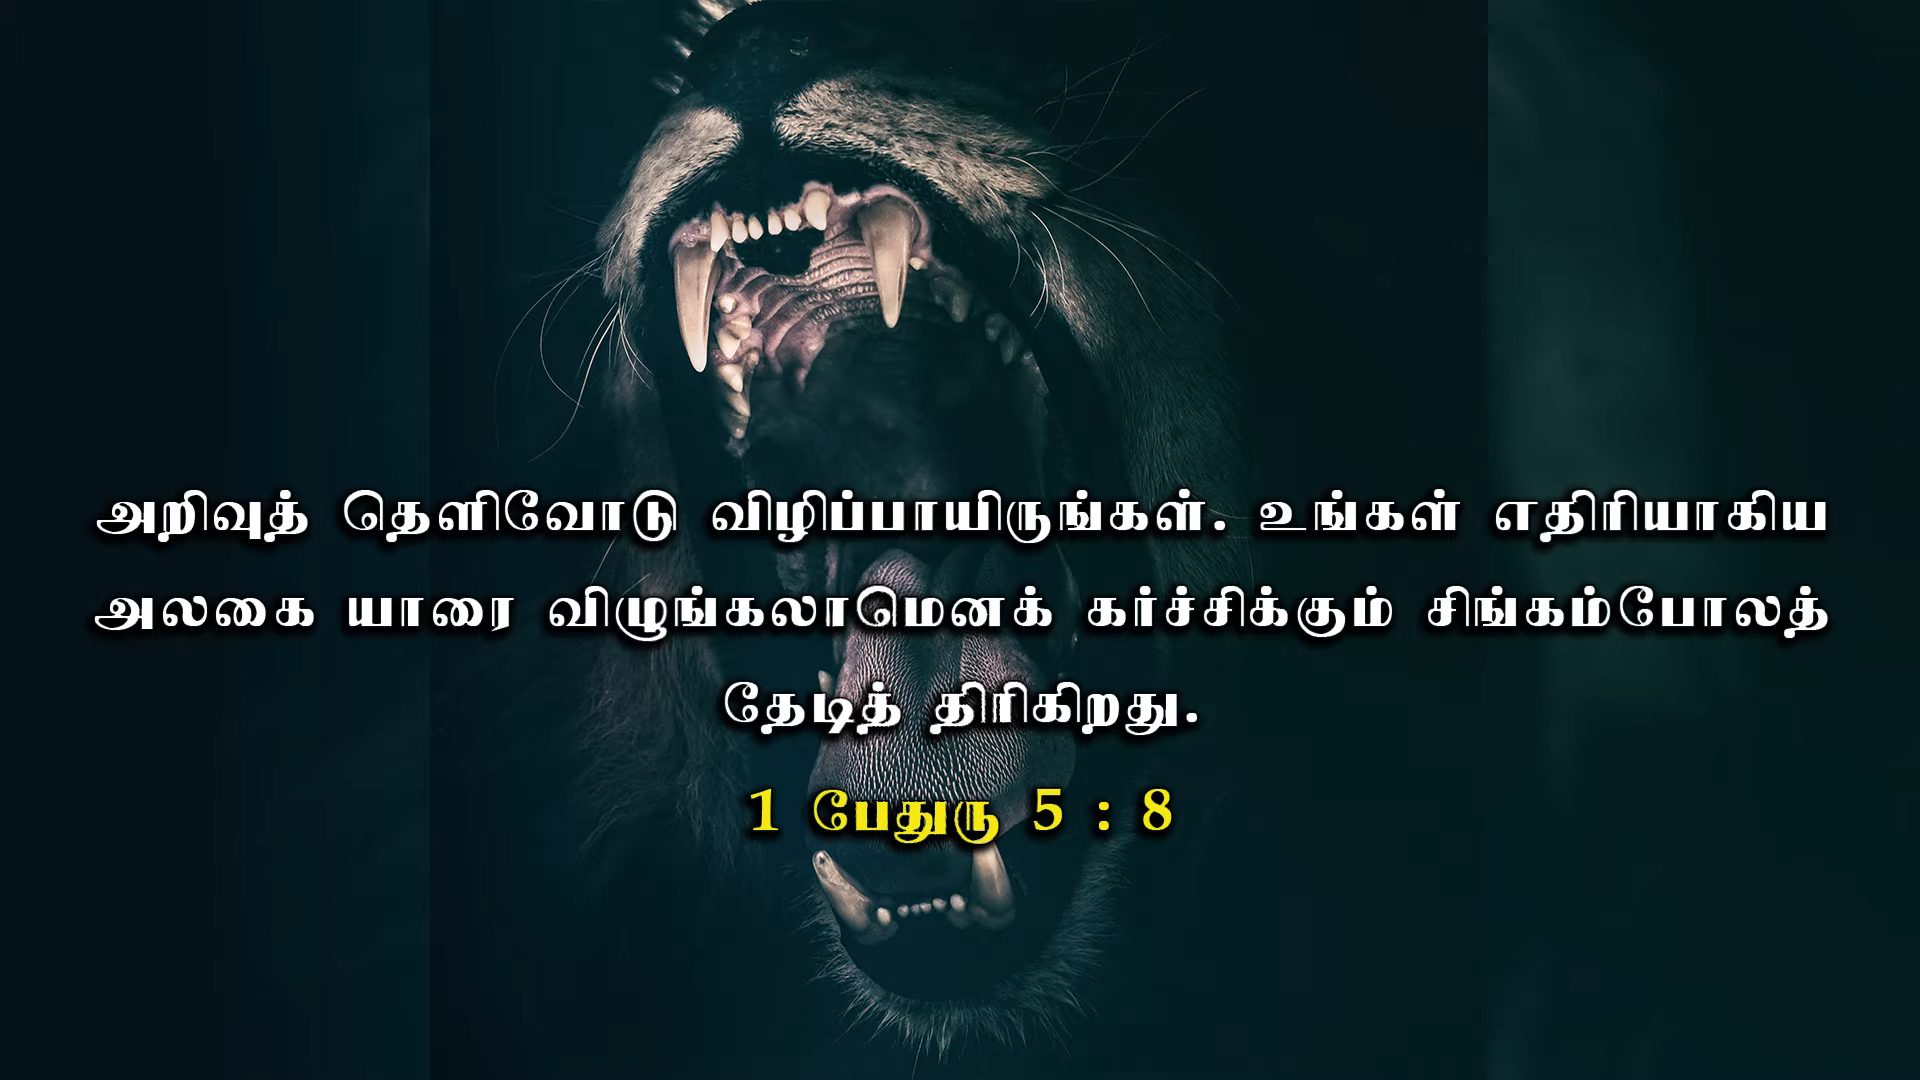 அறிவுத் தெளிவோடு விழிப்பாயிருங்கள். உங்கள் எதிரியாகிய
அலகை யாரை விழுங்கலாமெனக் கர்ச்சிக்கும் சிங்கம்போலத்
தேடித் திரிகிறது.
1 பேதுரு 5 : 8